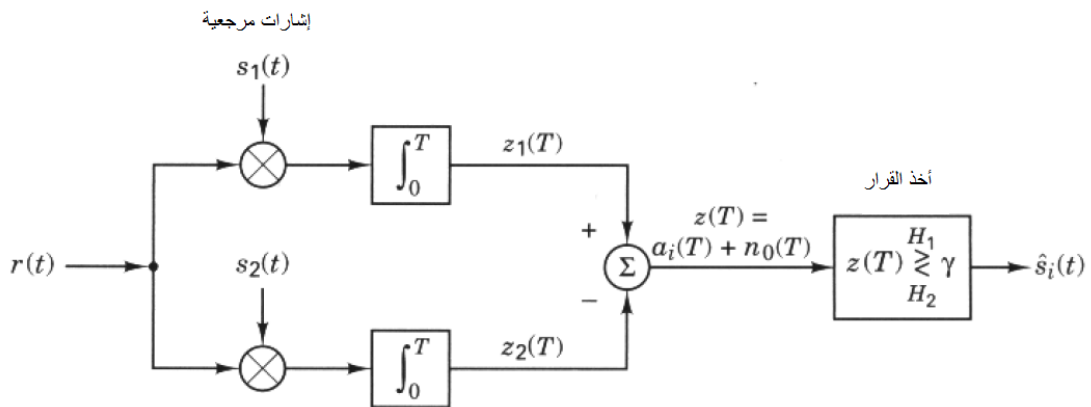 إشارات مرجعية
s₁(t)
∫₀ᵀ
z₁(T)
أخذ القرار
r(t)
s₂(t)
+
Σ
−
z(T) =
aᵢ(T) + n₀(T)
H₁
z(T) ≷ γ
H₂
ŝᵢ(t)
∫₀ᵀ
z₂(T)